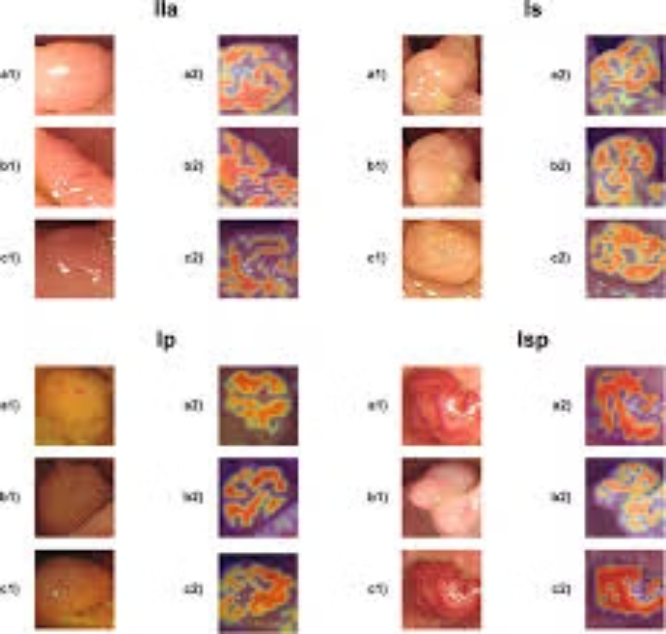 IIa
Is
a1)
a2)
a1)
a2)
b1)
b2)
b1)
b2)
c1)
c2)
c1)
c2)
Ip
Isp
a1)
a2)
a1)
a2)
b1)
b2)
b1)
b2)
c1)
c2)
c1)
c2)